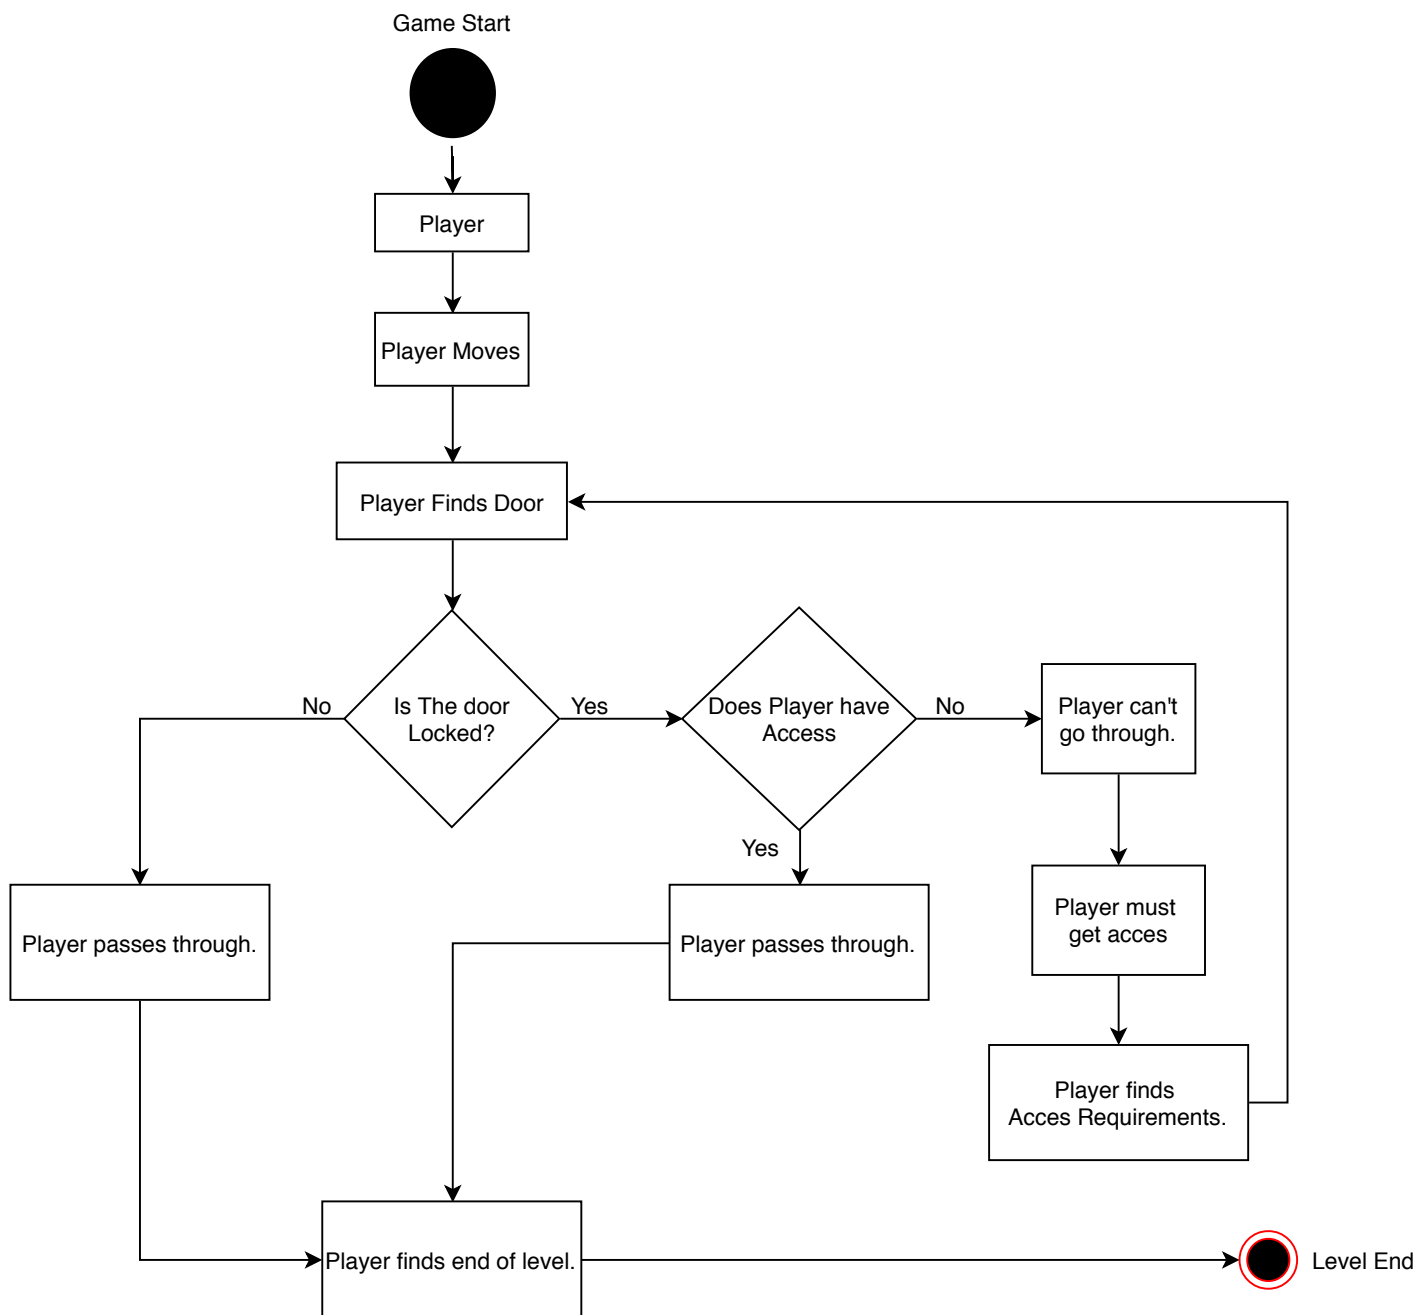 Game Start
Player
Player Moves
Player Finds Door
No
Is The door
Locked?
Yes
Does Player have
Access
No
Player can't
go through.
Yes
Player passes through.
Player passes through.
Player must
get acces
Player finds
Acces Requirements.
Player finds end of level.
Level End